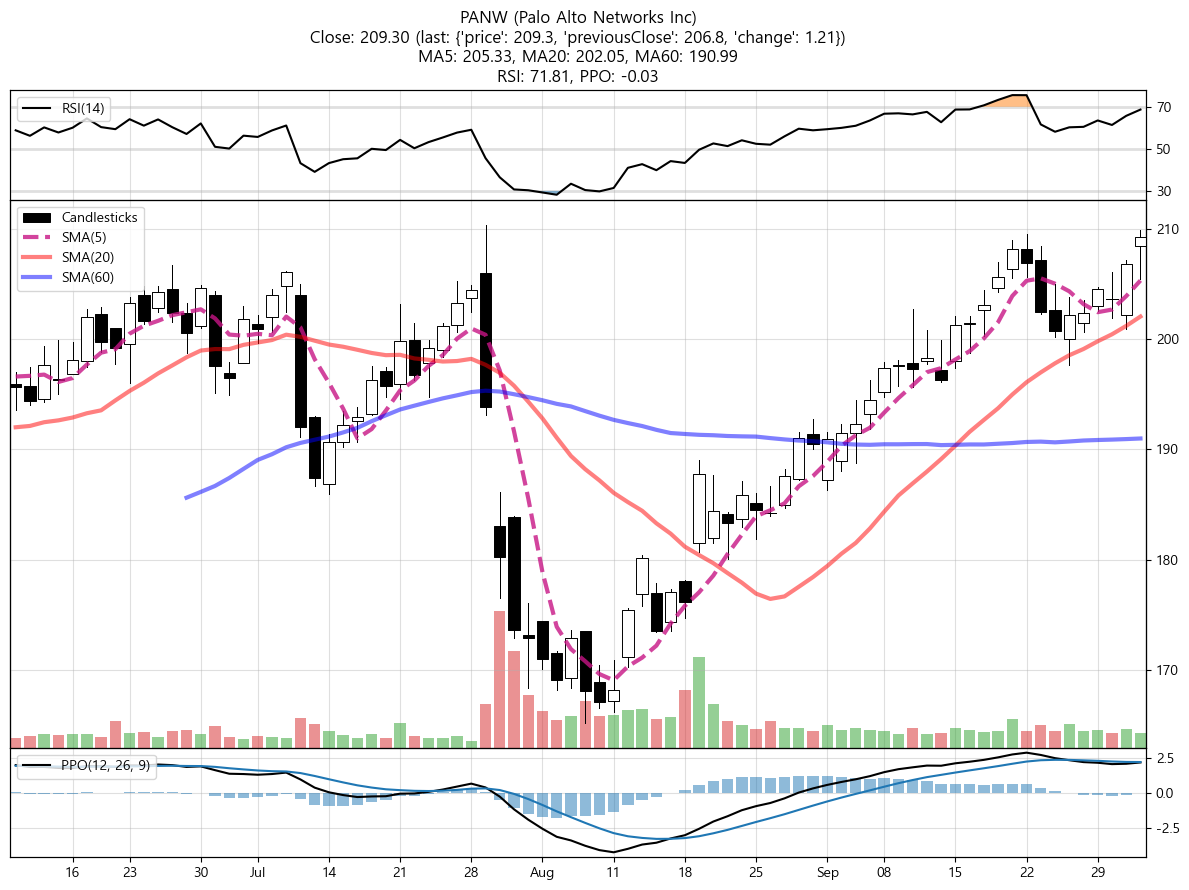 PANW (Palo Alto Networks Inc)
Close: 209.30 (last: {'price': 209.3, 'previousClose': 206.8, 'change': 1.21})
MA5: 205.33, MA20: 202.05, MA60: 190.99
RSI: 71.81, PPO: -0.03
RSI(14)
70
50
30
Candlesticks
SMA(5)
SMA(20)
SMA(60)
210
200
190
180
170
PPO(12, 26, 9)
2.5
0.0
-2.5
16 23 30 Jul 14 21 28 Aug 11 18 25 Sep 08 15 22 29